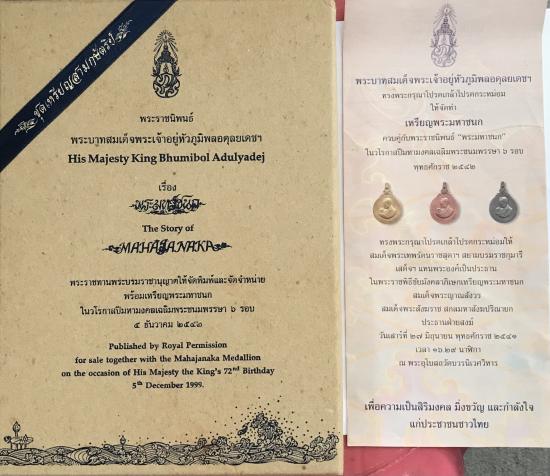 ชุดเหรียญสามกษัตริย์
พระราชนิพนธ์
พระบาทสมเด็จพระเจ้าอยู่หัวภูมิพลอดุลยเดชฯ
His Majesty King Bhumibol Adulyadej
เรื่อง
พระมหาชนก
The Story of
MAHAJANAKA
พระราชทานพระบรมราชานุญาตให้จัดพิมพ์และจัดจำหน่าย
พร้อมเหรียญพระมหาชนก
ในวโรกาสปีมหามงคลเฉลิมพระชนมพรรษา ๖ รอบ
๕ ธันวาคม ๒๕๔๒
Published by Royal Permission
for sale together with the Mahajanaka Medallion
on the occasion of His Majesty the King's 72nd Birthday
5th December 1999.
พระบาทสมเด็จพระเจ้าอยู่หัวภูมิพลอดุลยเดชฯ
ทรงพระกรุณาโปรดเกล้าโปรดกระหม่อม
ให้จัดทำ
เหรียญพระมหาชนก
ควบคู่กับพระราชนิพนธ์ "พระมหาชนก"
ในวโรกาสปีมหามงคลเฉลิมพระชนมพรรษา ๖ รอบ
พุทธศักราช ๒๕๔๒
ทรงพระกรุณาโปรดเกล้าโปรดกระหม่อมให้
สมเด็จพระเทพรัตนราชสุดาฯ สยามบรมราชกุมารี
เสด็จฯ แทนพระองค์เป็นประธาน
ในพระราชพิธีชัยมังคลาภิเษกเหรียญพระมหาชนก
สมเด็จพระญาณสังวร
สมเด็จพระสังฆราช สกลมหาสังฆปริณายก
ประธานฝ่ายสงฆ์
วันเสาร์ที่ ๒๗ มิถุนายน พุทธศักราช ๒๕๔๑
เวลา ๑๖.๒๙ นาฬิกา
ณ พระอุโบสถวัดบวรนิเวศวิหาร
เพื่อความเป็นสิริมงคล มิ่งขวัญ และกำลังใจ
แก่ประชาชนชาวไทย